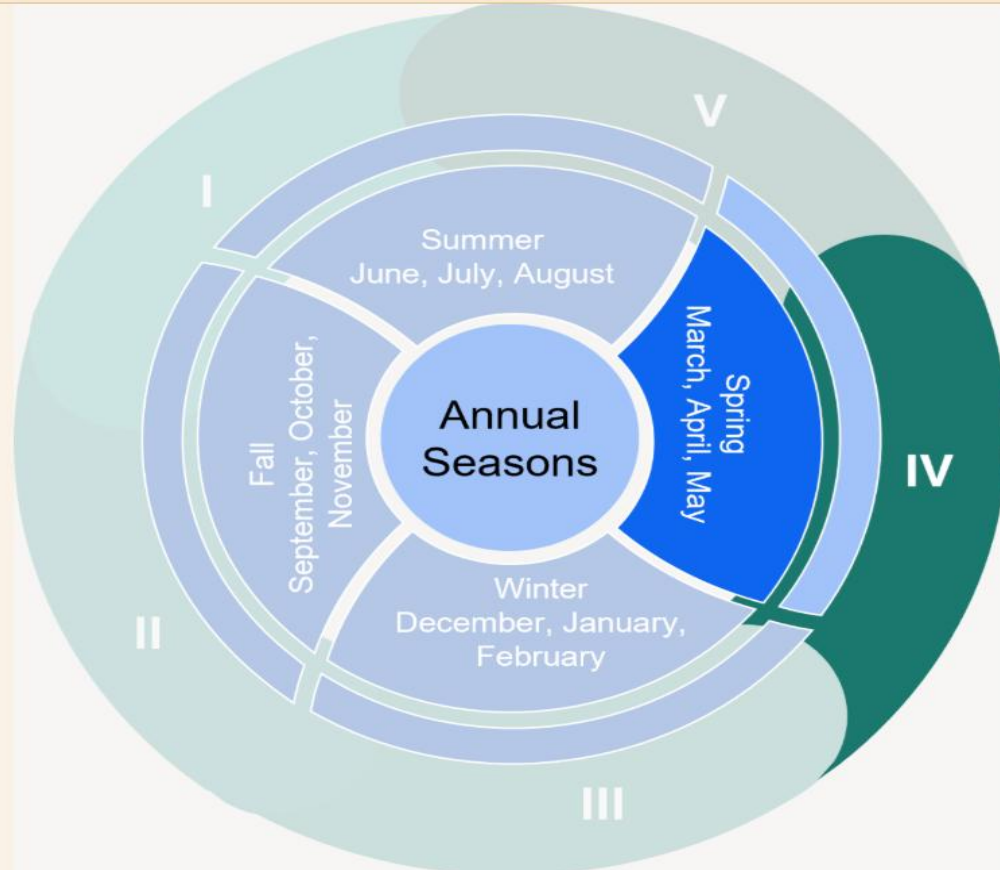 V
I
Summer
June, July, August
Spring
March, April, May
Annual
Seasons
Fall
September, October,
November
IV
Winter
December, January,
February
II
III